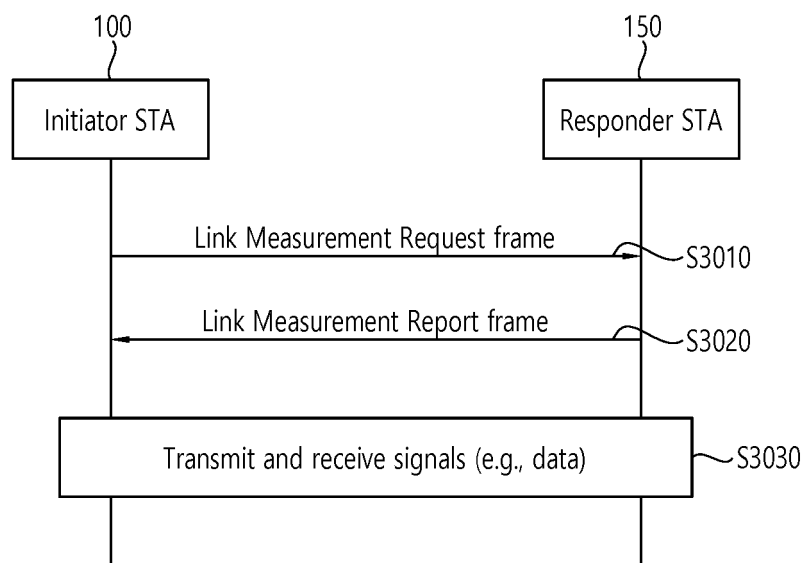 100
150
Initiator STA
Responder STA
Link Measurement Request frame
S3010
Link Measurement Report frame
S3020
Transmit and receive signals (e.g., data)
S3030